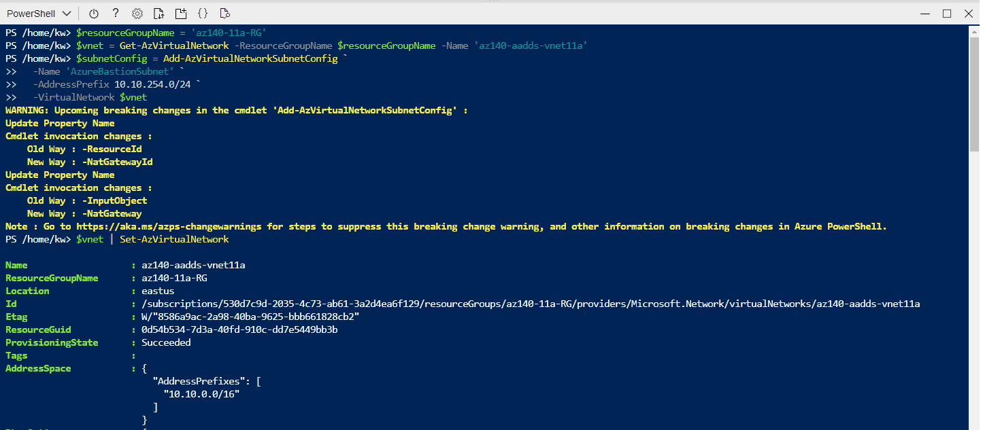 PowerShell
PS /home/kw> $resourceGroupName = 'az140-11a-RG'
PS /home/kw> $vnet = Get-AzVirtualNetwork -ResourceGroupName $resourceGroupName -Name 'az140-aadds-vnet11a'
PS /home/kw> $subnetConfig = Add-AzVirtualNetworkSubnetConfig `
>>   -Name 'AzureBastionSubnet' `
>>   -AddressPrefix 10.10.254.0/24 `
>>   -VirtualNetwork $vnet
WARNING: Upcoming breaking changes in the cmdlet 'Add-AzVirtualNetworkSubnetConfig' :
Update Property Name
Cmdlet invocation changes :
    Old Way : -ResourceId
    New Way : -NatGatewayId
Update Property Name
Cmdlet invocation changes :
    Old Way : -InputObject
    New Way : -NatGateway
Note : Go to https://aka.ms/azps-changewarnings for steps to suppress this breaking change warning, and other information on breaking changes in Azure PowerShell.
PS /home/kw> $vnet | Set-AzVirtualNetwork
Name                   : az140-aadds-vnet11a
ResourceGroupName      : az140-11a-RG
Location               : eastus
Id                     : /subscriptions/530d7c9d-2035-4c73-ab61-3a2d4ea6f129/resourceGroups/az140-11a-RG/providers/Microsoft.Network/virtualNetworks/az140-aadds-vnet11a
Etag                   : W/"8586a9ac-2a98-40ba-9625-bbb661828cb2"
ResourceGuid           : 0d54b534-7d3a-40fd-910c-dd7e5449bb3b
ProvisioningState      : Succeeded
Tags                   :
AddressSpace           : {
                           "AddressPrefixes": [
                             "10.10.0.0/16"
                           ]
                         }